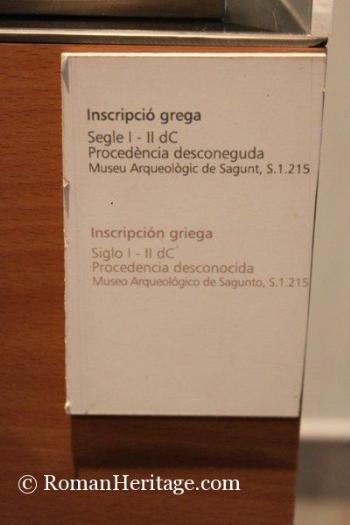 Inscripció grega
Segle I - II dC
Procedència desconeguda
Museu Arqueològic de Sagunt, S.1.215
Inscripción griega
Siglo I - II dC
Procedencia desconocida
Museo Arqueológico de Sagunto, S.1.215
© RomanHeritage.com